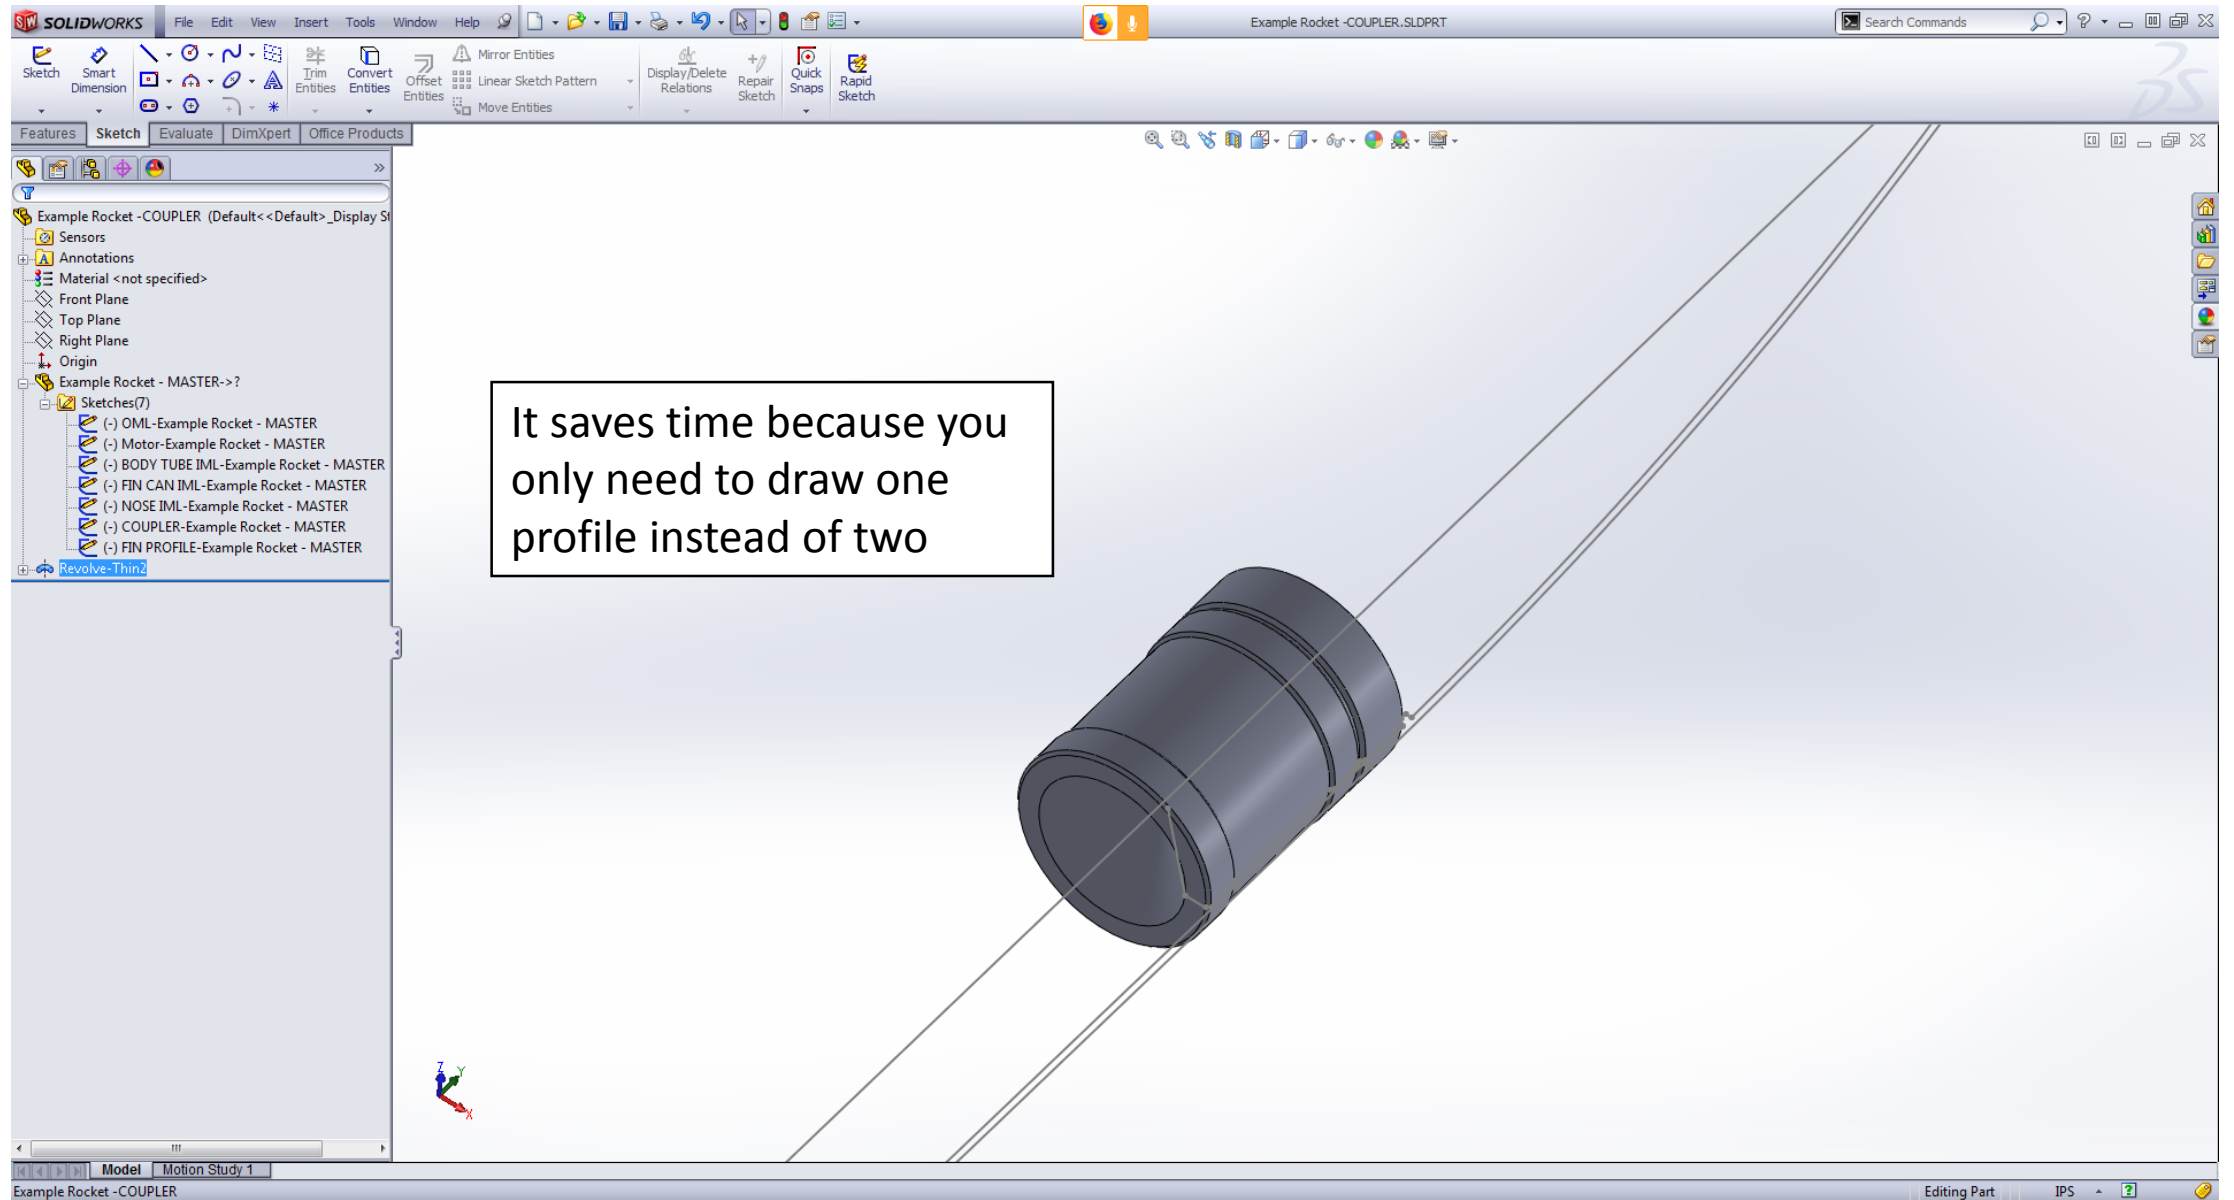 SOLIDWORKS File Edit View Insert Tools Window Help Example Rocket -COUPLER.SLDPRT Search Commands
Sketch Smart Dimension Trim Entities Convert Entities Offset Entities Mirror Entities Linear Sketch Pattern Move Entities Display/Delete Relations Repair Sketch Quick Snaps Rapid Sketch
Features Sketch Evaluate DimXpert Office Products
Example Rocket -COUPLER (Default<<Default>_Display St
Sensors
Annotations
Material <not specified>
Front Plane
Top Plane
Right Plane
Origin
Example Rocket - MASTER->?
Sketches(7)
(-) OML-Example Rocket - MASTER
(-) Motor-Example Rocket - MASTER
(-) BODY TUBE IML-Example Rocket - MASTER
(-) FIN CAN IML-Example Rocket - MASTER
(-) NOSE IML-Example Rocket - MASTER
(-) COUPLER-Example Rocket - MASTER
(-) FIN PROFILE-Example Rocket - MASTER
Revolve-Thin2
It saves time because you
only need to draw one
profile instead of two
Z Y X
Model Motion Study 1
Example Rocket -COUPLER Editing Part IPS